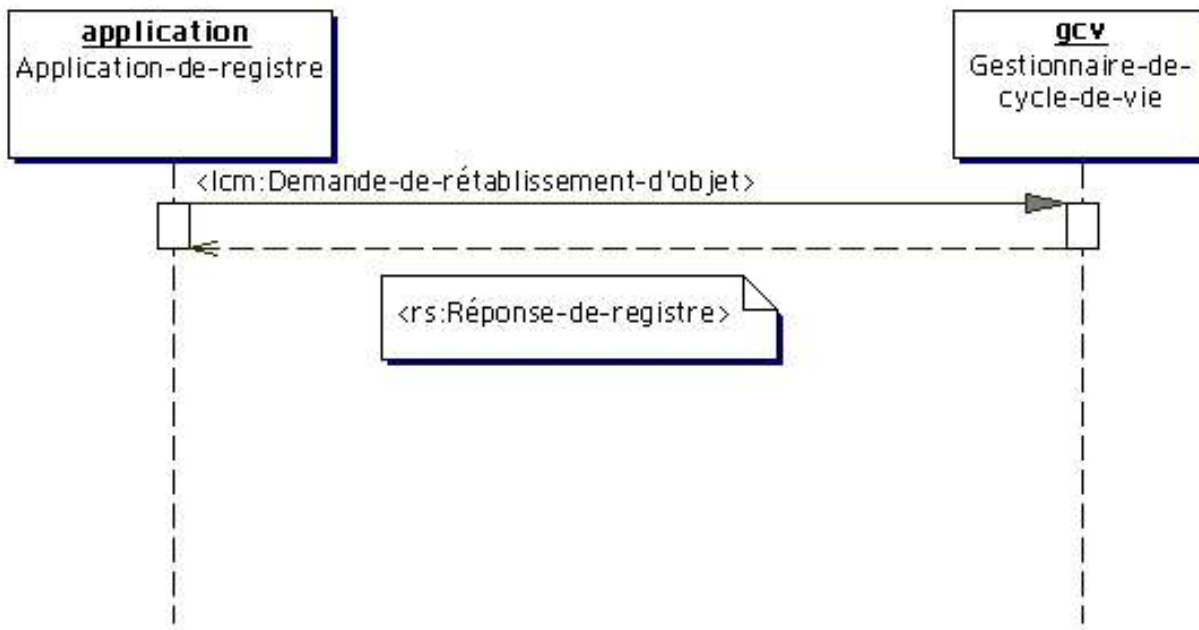 application
Application-de-registre
gcv
Gestionnaire-de-
cycle-de-vie
<lcm:Demande-de-rétablissement-d'objet>
<rs:Réponse-de-registre>